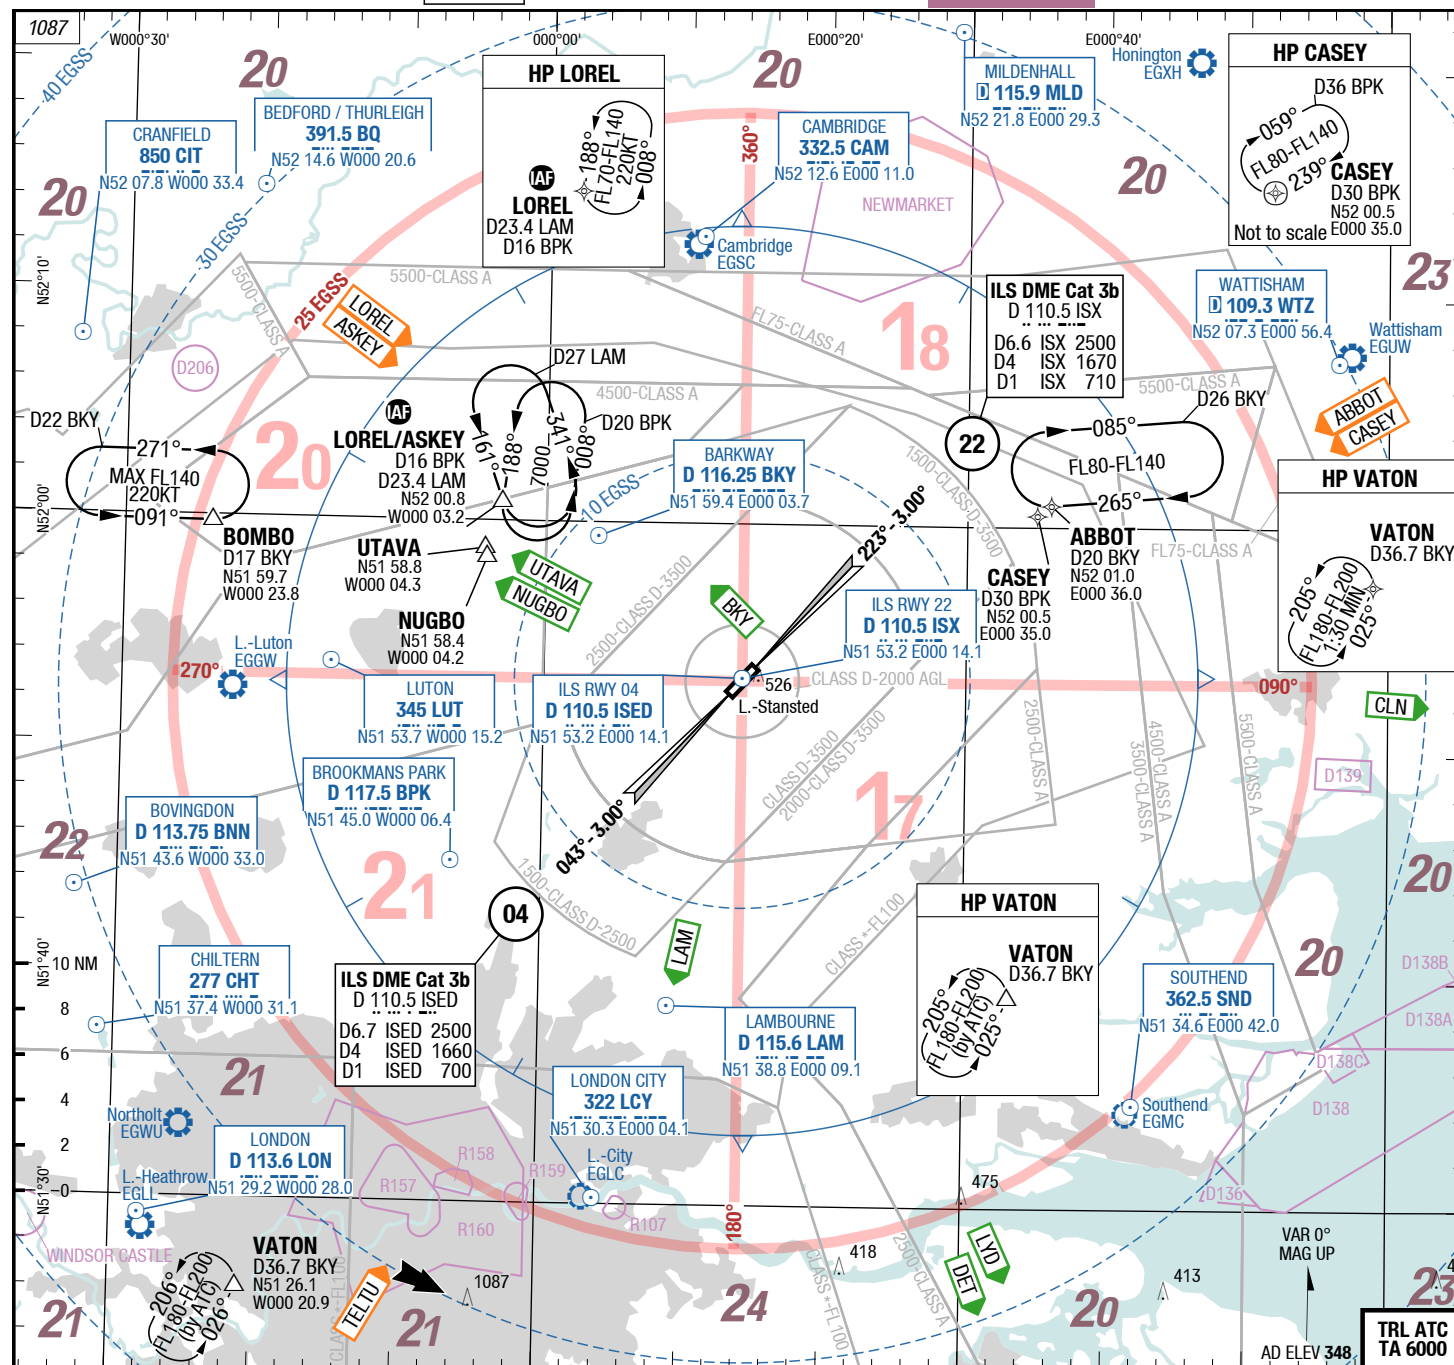 1087
W000°30'
000°00'
E000°20'
E000°40'
40 EGSS
30 EGSS
25 EGSS
10 EGSS
20
20
20
20
23
18
20
22
21
17
20
20
21
21
21
24
20
23
CRANFIELD
850 CIT
N52 07.8 W000 33.4
BEDFORD / THURLEIGH
391.5 BQ
N52 14.6 W000 20.6
HP LOREL
188°
FL70-FL140
220KT
008°
IAF
LOREL
D23.4 LAM
D16 BPK
CAMBRIDGE
332.5 CAM
N52 12.6 E000 11.0
MILDENHALL
D 115.9 MLD
N52 21.8 E000 29.3
Honington
EGXH
HP CASEY
D36 BPK
059°
FL80-FL140
239°
CASEY
D30 BPK
N52 00.5
E000 35.0
Not to scale
360°
NEWMARKET
Cambridge
EGSC
N52°10'
5500-CLASS A
5500-CLASS A
FL75-CLASS A
LOREL
ASKEY
D206
ILS DME Cat 3b
D 110.5 ISX
D6.6 ISX 2500
D4 ISX 1670
D1 ISX 710
22
WATTISHAM
D 109.3 WTZ
N52 07.3 E000 56.4
Wattisham
EGUW
5500-CLASS A
ABBOT
CASEY
D27 LAM
4500-CLASS A
D20 BPK
D22 BKY
271°
MAX FL140
220KT
091°
BOMBO
D17 BKY
N51 59.7
W000 23.8
IAF
LOREL/ASKEY
D16 BPK
D23.4 LAM
N52 00.8
W000 03.2
161°
188°
7000
341°
008°
BARKWAY
D 116.25 BKY
N51 59.4 E000 03.7
1500-CLASS D-3500
D26 BKY
085°
FL80-FL140
265°
ABBOT
D20 BKY
N52 01.0
E000 36.0
FL75-CLASS A
HP VATON
VATON
D36.7 BKY
205°
FL180-FL200
1:30 MIN
025°
N52°00'
UTAVA
N51 58.8
W000 04.3
NUGBO
N51 58.4
W000 04.2
UTAVA
NUGBO
2500-CLASS D-3500
223°- 3.00°
CASEY
D30 BPK
N52 00.5
E000 35.0
BKY
ILS RWY 22
D 110.5 ISX
N51 53.2 E000 14.1
L.-Luton
EGGW
270°
LUTON
345 LUT
N51 53.7 W000 15.2
ILS RWY 04
D 110.5 ISED
N51 53.2 E000 14.1
526
L.-Stansted
CLASS D-2000 AGL
090°
CLN
2500-CLASS A
4500-CLASS A
3500-CLASS A
5500-CLASS A
D139
BROOKMANS PARK
D 117.5 BPK
N51 45.0 W000 06.4
CLASS D-3500
2000-CLASS D-3500
BOVINGDON
D 113.75 BNN
N51 43.6 W000 33.0
043°- 3.00°
1500-CLASS D-2500
04
CLASS *-FL100
HP VATON
VATON
D36.7 BKY
205°
FL180-FL200
(by ATC)
025°
N51°40'
10 NM
8
6
4
2
0
CHILTERN
277 CHT
N51 37.4 W000 31.1
ILS DME Cat 3b
D 110.5 ISED
D6.7 ISED 2500
D4 ISED 1660
D1 ISED 700
LAM
LAMBOURNE
D 115.6 LAM
N51 38.8 E000 09.1
SOUTHEND
362.5 SND
N51 34.6 E000 42.0
D138B
D138A
D138C
D138
Northolt
EGWU
LONDON CITY
322 LCY
N51 30.3 E000 04.1
Southend
EGMC
LONDON
D 113.6 LON
N51 29.2 W000 28.0
L.-Heathrow
EGLL
N51°30'
R158
R157
R159
R160
L.-City
EGLC
R107
475
D136
180°
WINDSOR CASTLE
VATON
D36.7 BKY
N51 26.1
W000 20.9
206°
FL180-FL200
(by ATC)
026°
CLASS *-FL100
TELTU
1087
418
CLASS *-FL100
2500-CLASS A
LYD
DET
413
VAR 0°
MAG UP
AD ELEV 348
TRL ATC
TA 6000